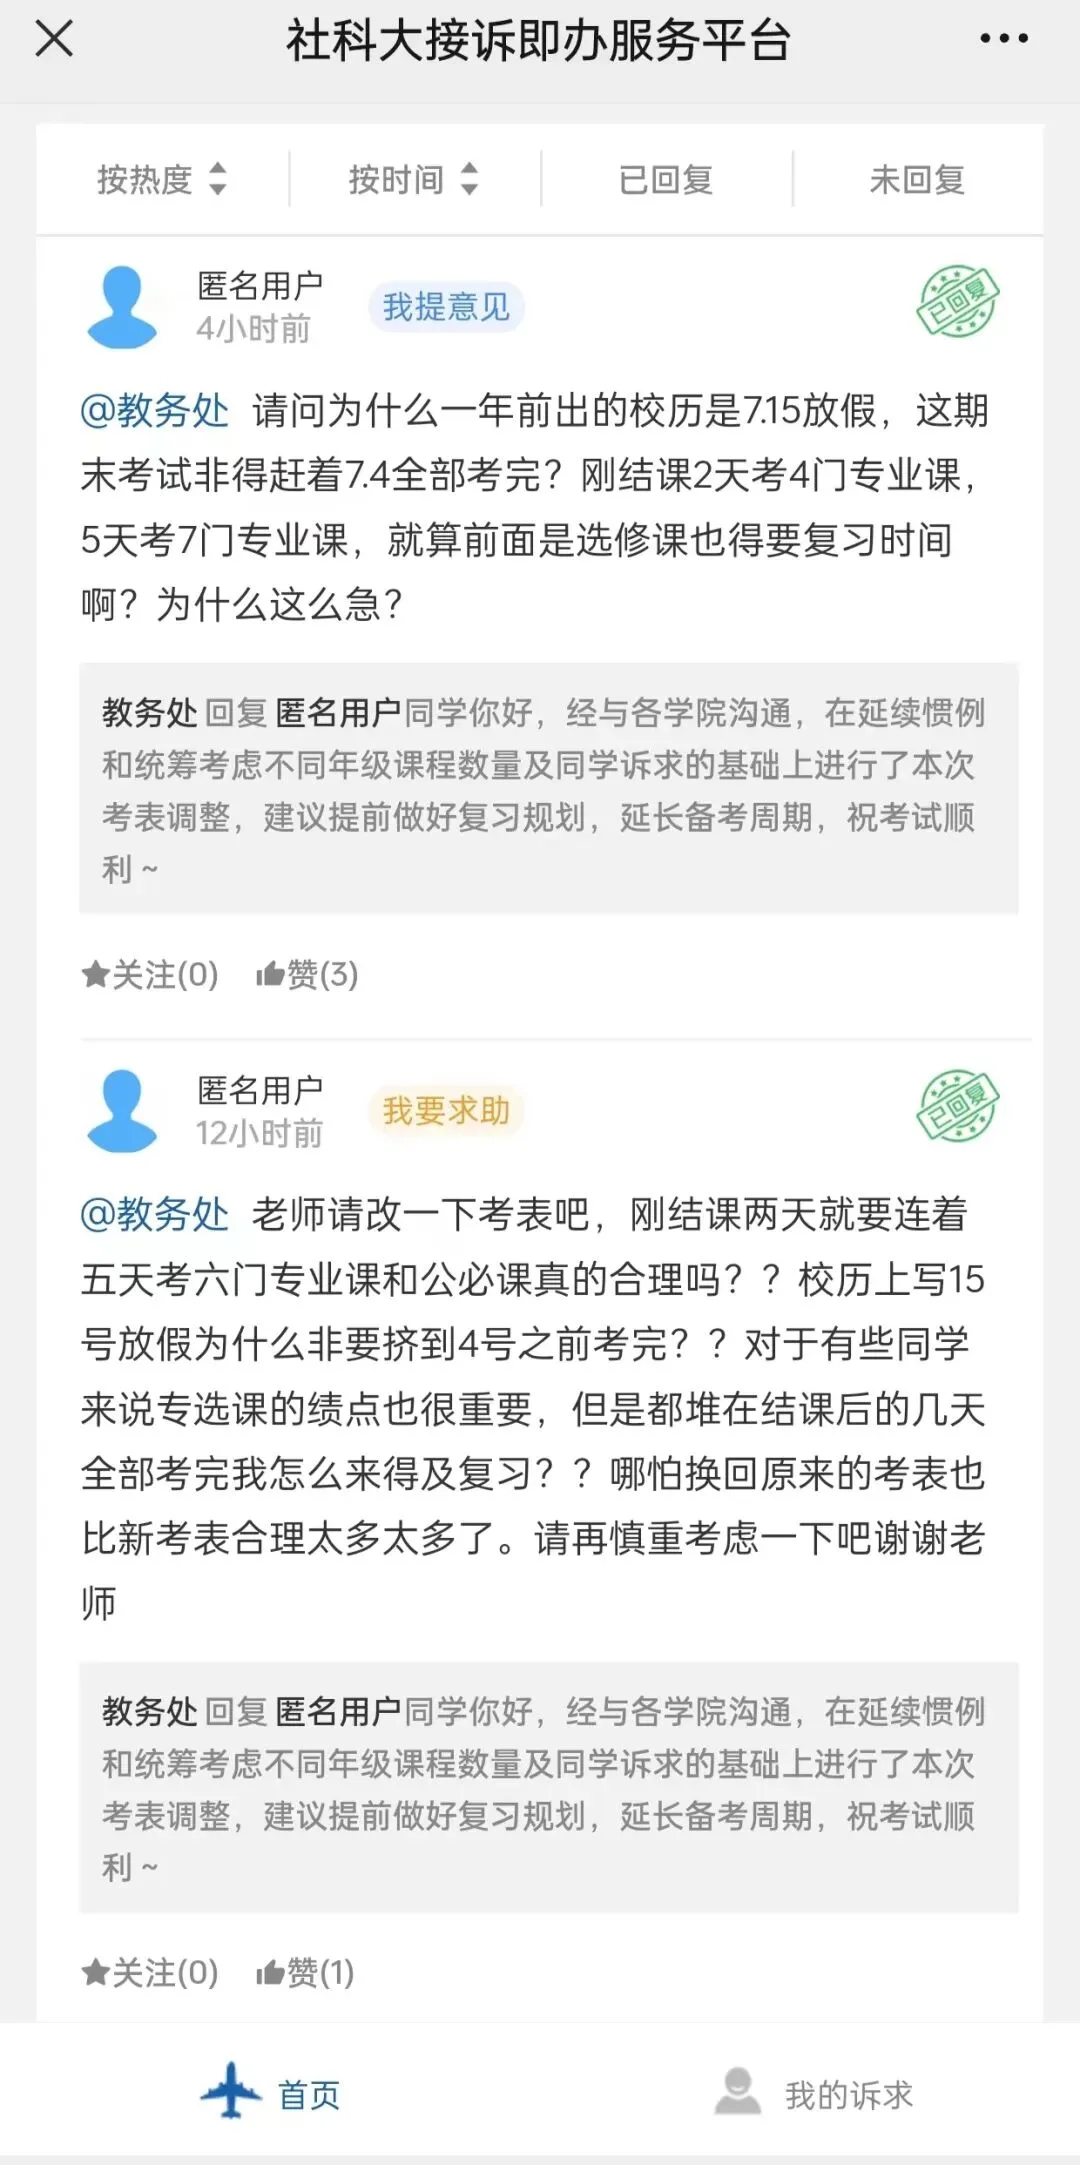 社科大接诉即办服务平台
按热度 按时间 已回复 未回复
匿名用户
4小时前
我提意见
已回复
@教务处 请问为什么一年前出的校历是7.15放假，这期
末考试非得赶着7.4全部考完？刚结课2天考4门专业课，
5天考7门专业课，就算前面是选修课也得要复习时间
啊？为什么这么急？
教务处 回复 匿名用户同学你好，经与各学院沟通，在延续惯例
和统筹考虑不同年级课程数量及同学诉求的基础上进行了本次
考表调整，建议提前做好复习规划，延长备考周期，祝考试顺
利 ~
关注(0) 赞(3)
匿名用户
12小时前
我要求助
已回复
@教务处 老师请改一下考表吧，刚结课两天就要连着
五天考六门专业课和公必课真的合理吗？？校历上写15
号放假为什么非要挤到4号之前考完？？对于有些同学
来说专选课的绩点也很重要，但是都堆在结课后的几天
全部考完我怎么来得及复习？？哪怕换回原来的考表也
比新考表合理太多太多了。请再慎重考虑一下吧谢谢老
师
教务处 回复 匿名用户同学你好，经与各学院沟通，在延续惯例
和统筹考虑不同年级课程数量及同学诉求的基础上进行了本次
考表调整，建议提前做好复习规划，延长备考周期，祝考试顺
利 ~
关注(0) 赞(1)
首页 我的诉求